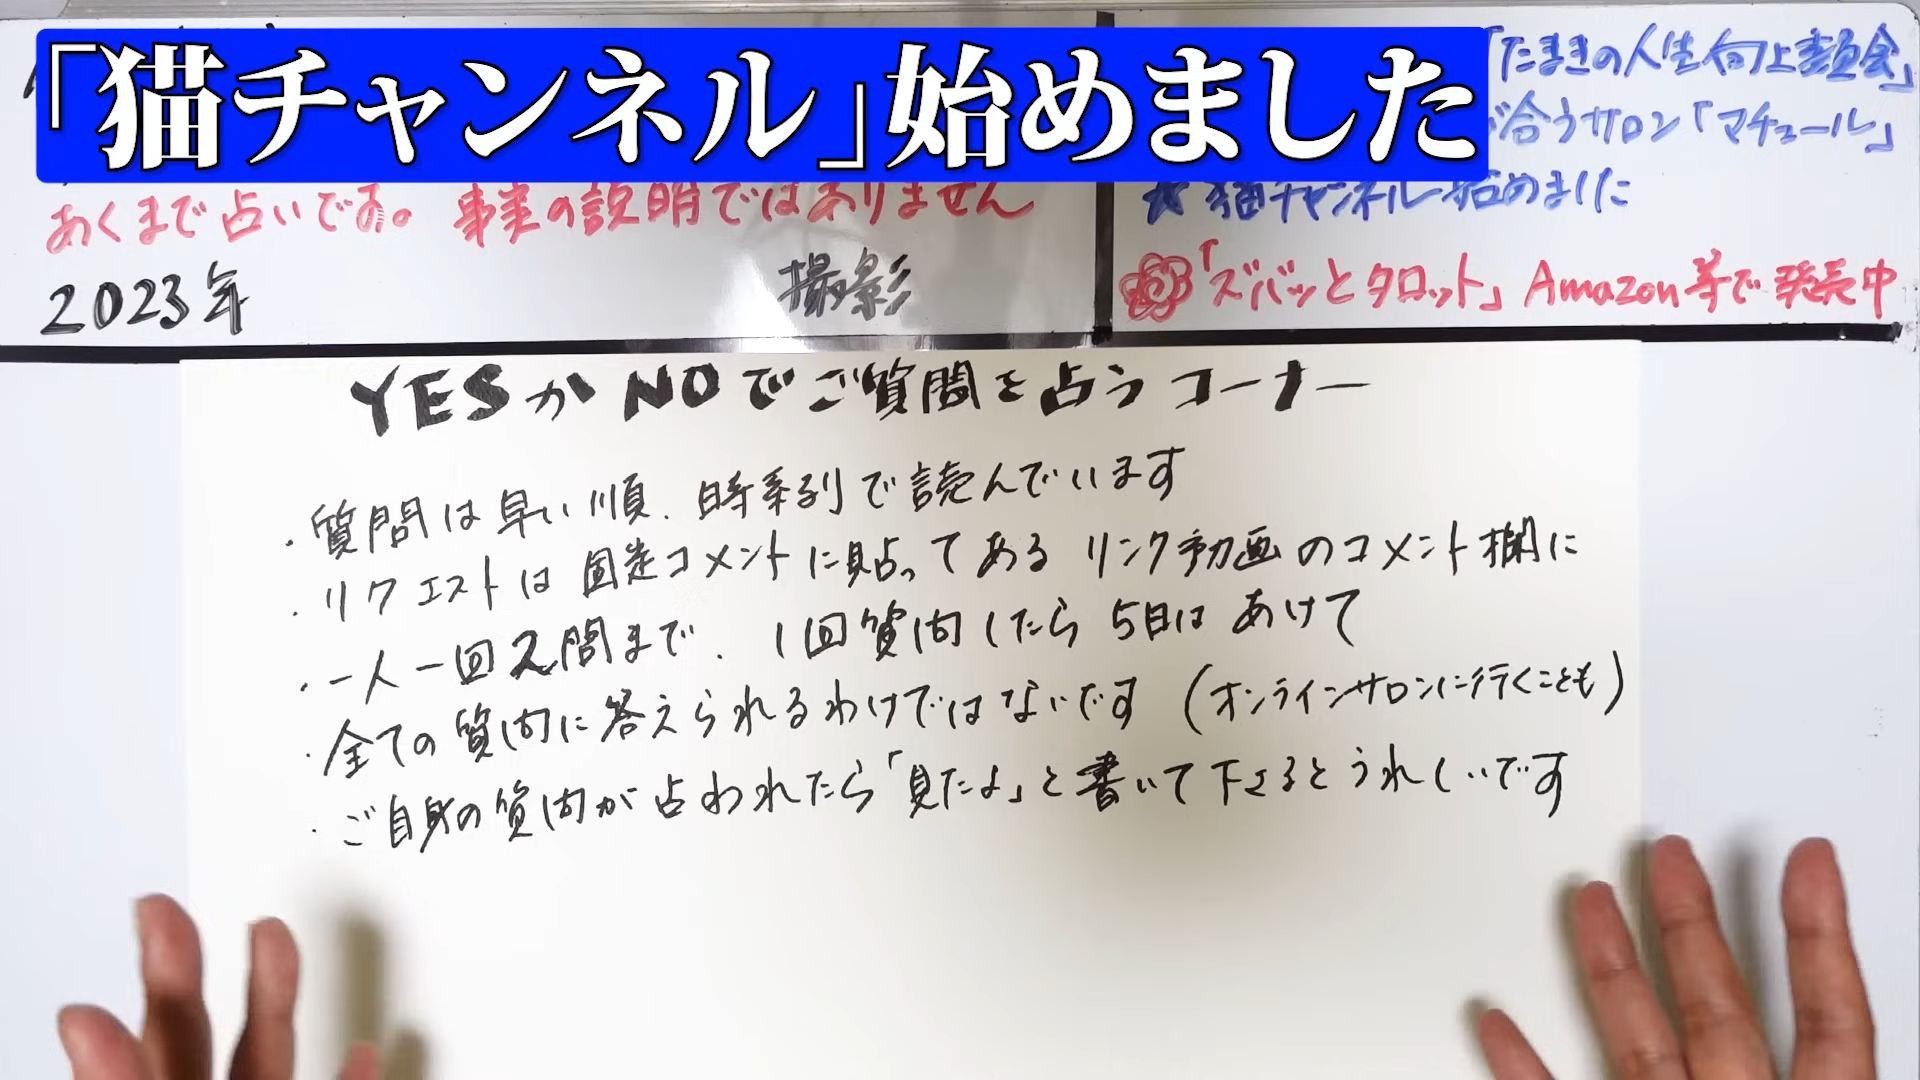 「猫チャンネル」始めました
あくまで占いです。事実の説明ではありません
2023年 撮影
「たまきの人生向上委員会」
合うサロン「マチュール」
★猫チャンネル始めました
「ズバッとタロット」Amazon等で発売中
YESかNOでご質問を占うコーナー
・質問は早い順、時系列で読んでいます
・リクエストは固定コメントに貼ってあるリンク動画のコメント欄に
・一人一回2問まで、1回質問したら5日はあけて
・全ての質問に答えられるわけではないです(オンラインサロンに行くことも)
・ご自身の質問が占われたら「見たよ」と書いて下さるとうれしいです